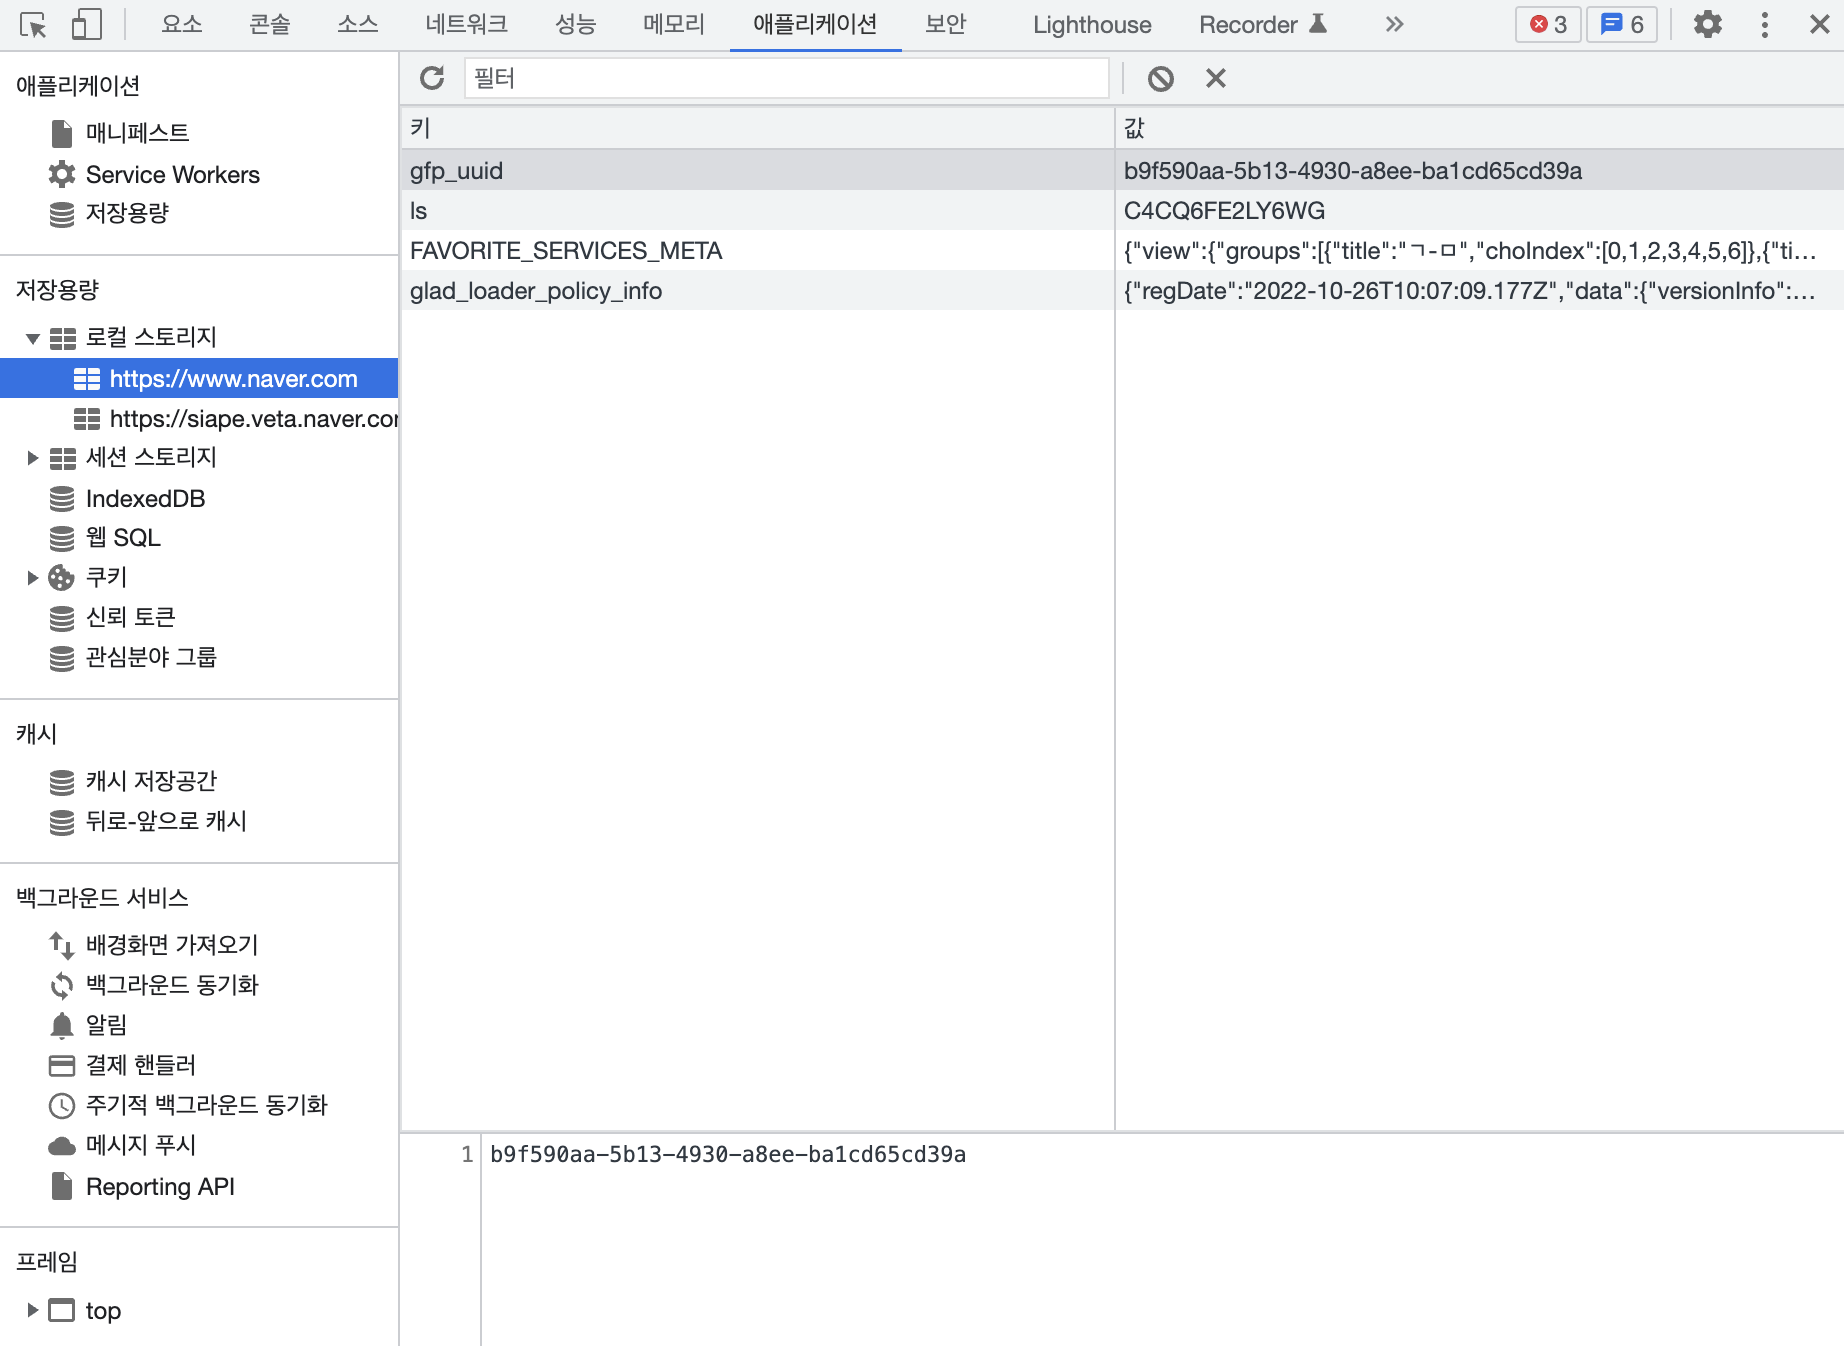 요소 콘솔 소스 네트워크 성능 메모리 애플리케이션 보안 Lighthouse Recorder 3 6
애플리케이션
매니페스트
Service Workers
저장용량
저장용량
로컬 스토리지
https://www.naver.com
https://siape.veta.naver.cor
세션 스토리지
IndexedDB
웹 SQL
쿠키
신뢰 토큰
관심분야 그룹
캐시
캐시 저장공간
뒤로-앞으로 캐시
백그라운드 서비스
배경화면 가져오기
백그라운드 동기화
알림
결제 핸들러
주기적 백그라운드 동기화
메시지 푸시
Reporting API
프레임
top
필터
키 값
gfp_uuid b9f590aa-5b13-4930-a8ee-ba1cd65cd39a
ls C4CQ6FE2LY6WG
FAVORITE_SERVICES_META {"view":{"groups":[{"title":"ㄱ-ㅁ","choIndex":[0,1,2,3,4,5,6]},{"ti…
glad_loader_policy_info {"regDate":"2022-10-26T10:07:09.177Z","data":{"versionInfo":…
1 b9f590aa-5b13-4930-a8ee-ba1cd65cd39a